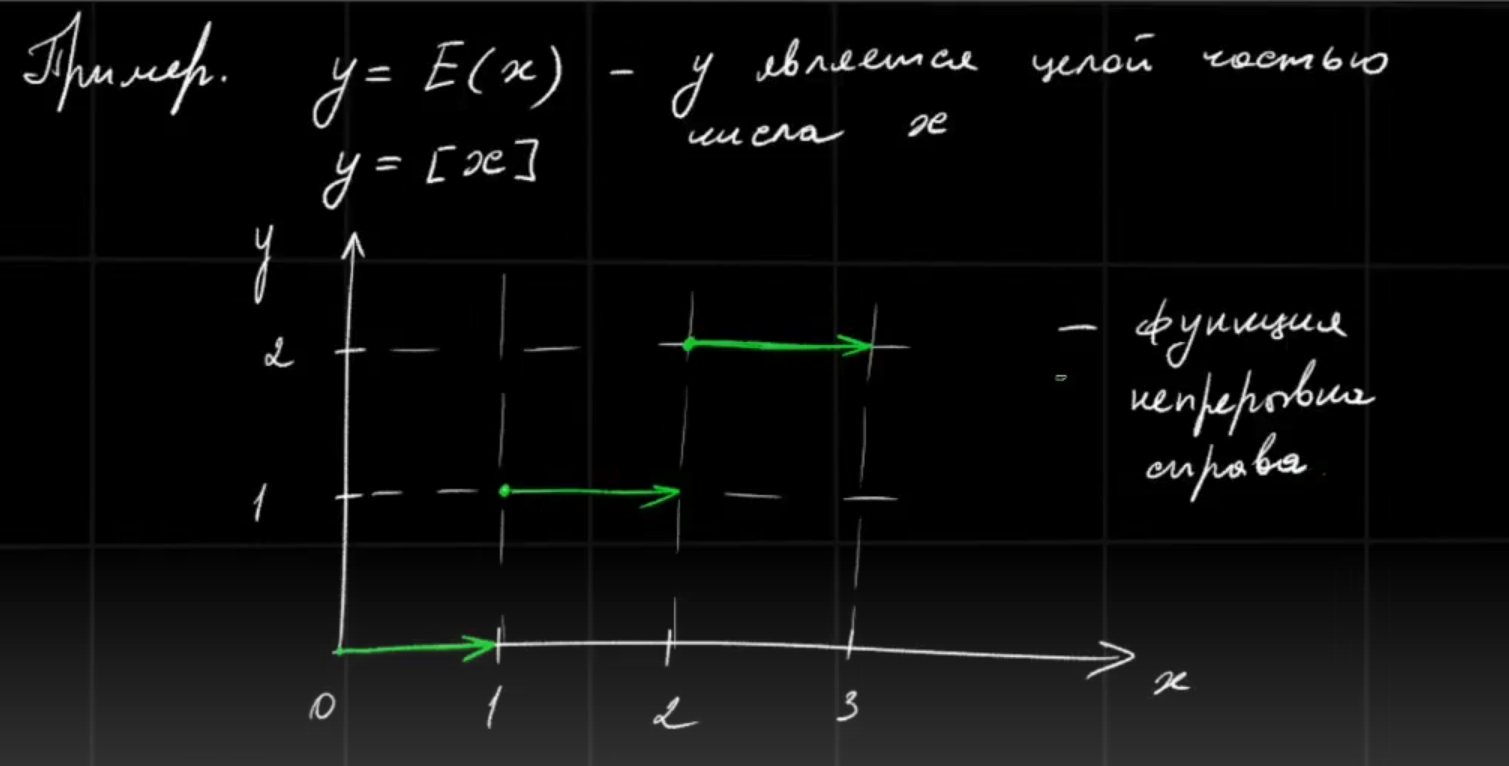 Пример. y = E(x) - y является целой частью
числа x
y = [x]
y
2
- функция
непрерывна
справа
1
0 1 2 3 x